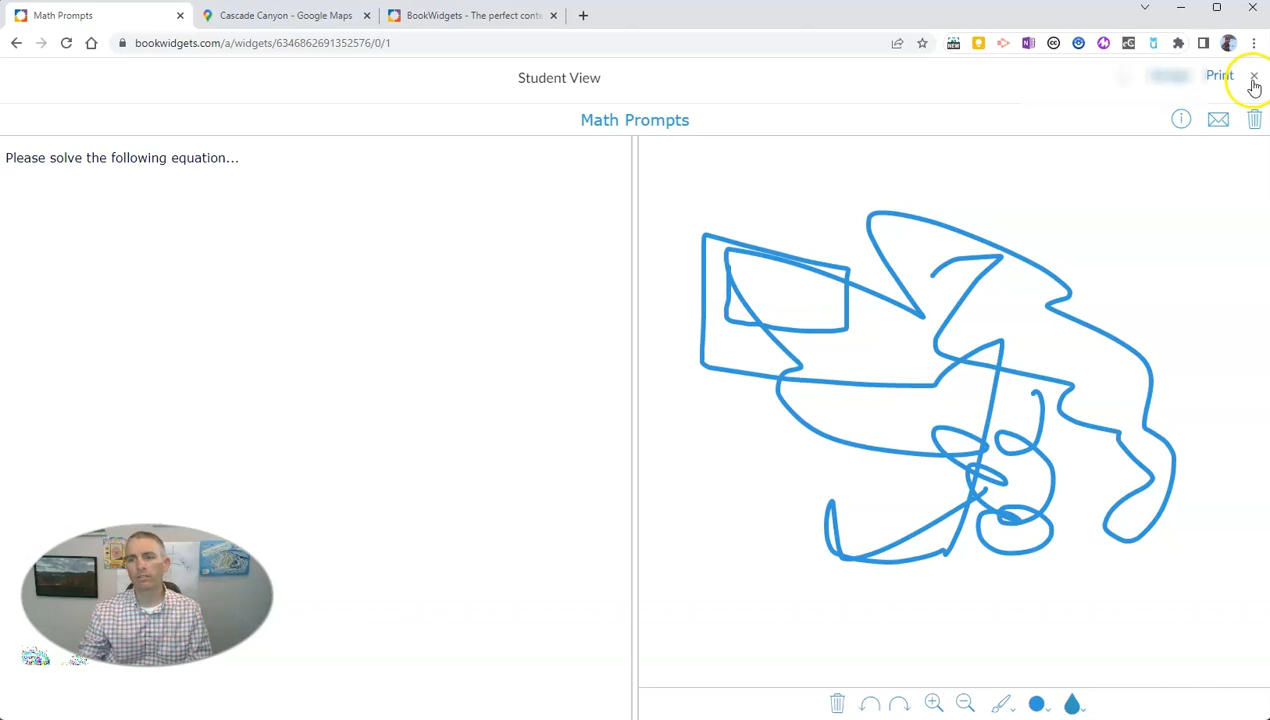 Math Prompts
Cascade Canyon - Google Maps
BookWidgets - The perfect conte
bookwidgets.com/a/widgets/6346862691352576/0/1
Student View
Print
Math Prompts
Please solve the following equation...